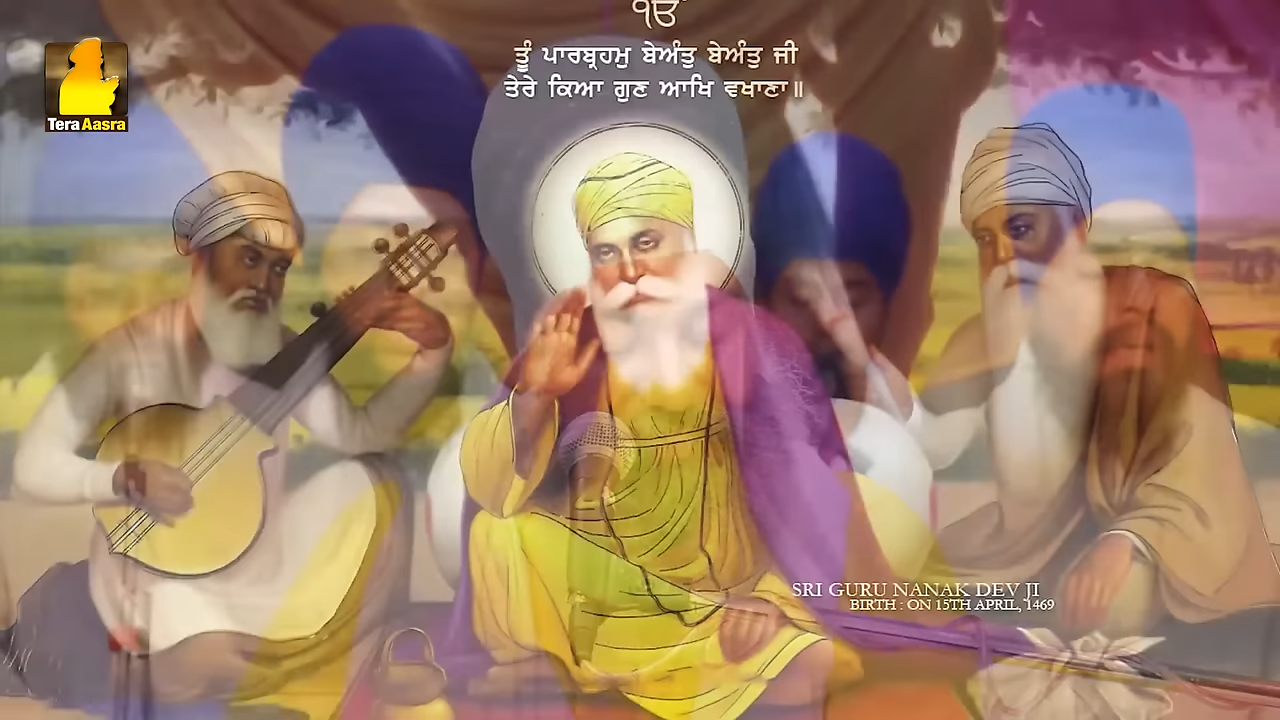 ੴ
ਤੂੰ ਪਾਰਬ੍ਰਹਮੁ ਬੇਅੰਤੁ ਬੇਅੰਤੁ ਜੀ
ਤੇਰੇ ਕਿਆ ਗੁਣ ਆਖਿ ਵਖਾਣਾ॥
Tera Aasra
SRI GURU NANAK DEV JI
BIRTH : ON 15TH APRIL, 1469